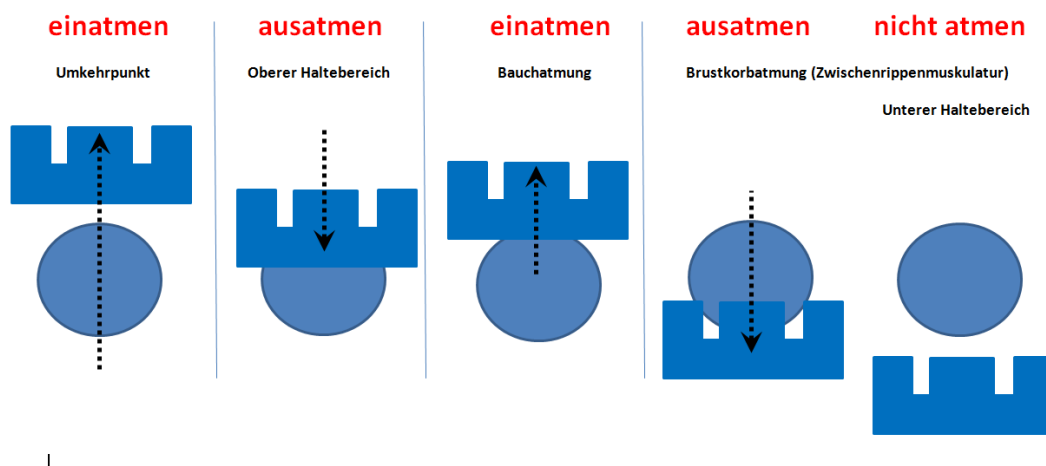 einatmen
ausatmen
einatmen
ausatmen
nicht atmen
Umkehrpunkt
Oberer Haltebereich
Bauchatmung
Brustkorbatmung (Zwischenrippenmuskulatur)
Unterer Haltebereich